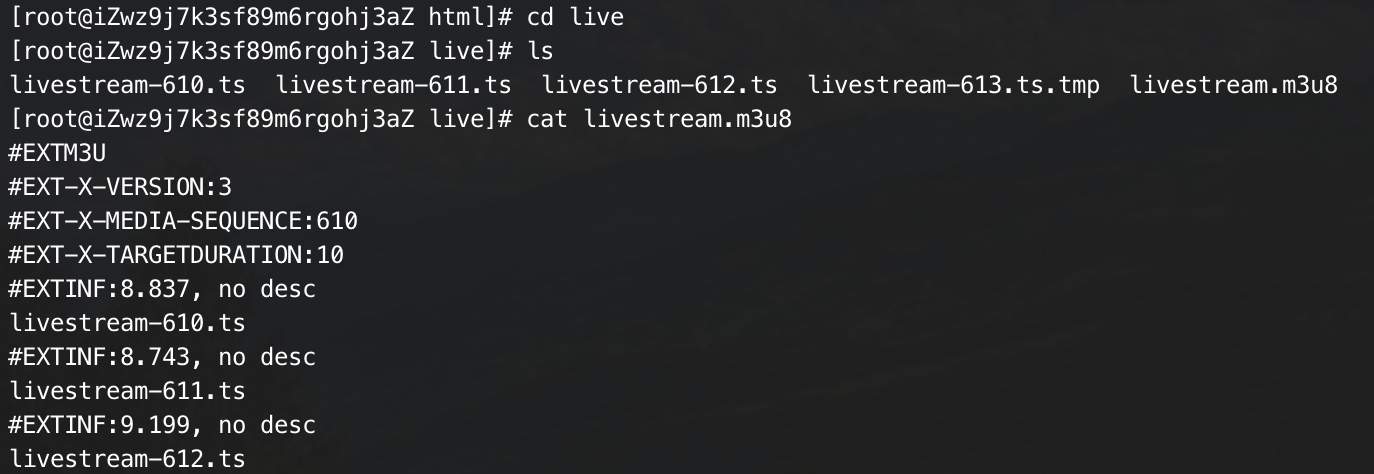 [root@iZwz9j7k3sf89m6rgohj3aZ html]# cd live
[root@iZwz9j7k3sf89m6rgohj3aZ live]# ls
livestream-610.ts  livestream-611.ts  livestream-612.ts  livestream-613.ts.tmp  livestream.m3u8
[root@iZwz9j7k3sf89m6rgohj3aZ live]# cat livestream.m3u8
#EXTM3U
#EXT-X-VERSION:3
#EXT-X-MEDIA-SEQUENCE:610
#EXT-X-TARGETDURATION:10
#EXTINF:8.837, no desc
livestream-610.ts
#EXTINF:8.743, no desc
livestream-611.ts
#EXTINF:9.199, no desc
livestream-612.ts